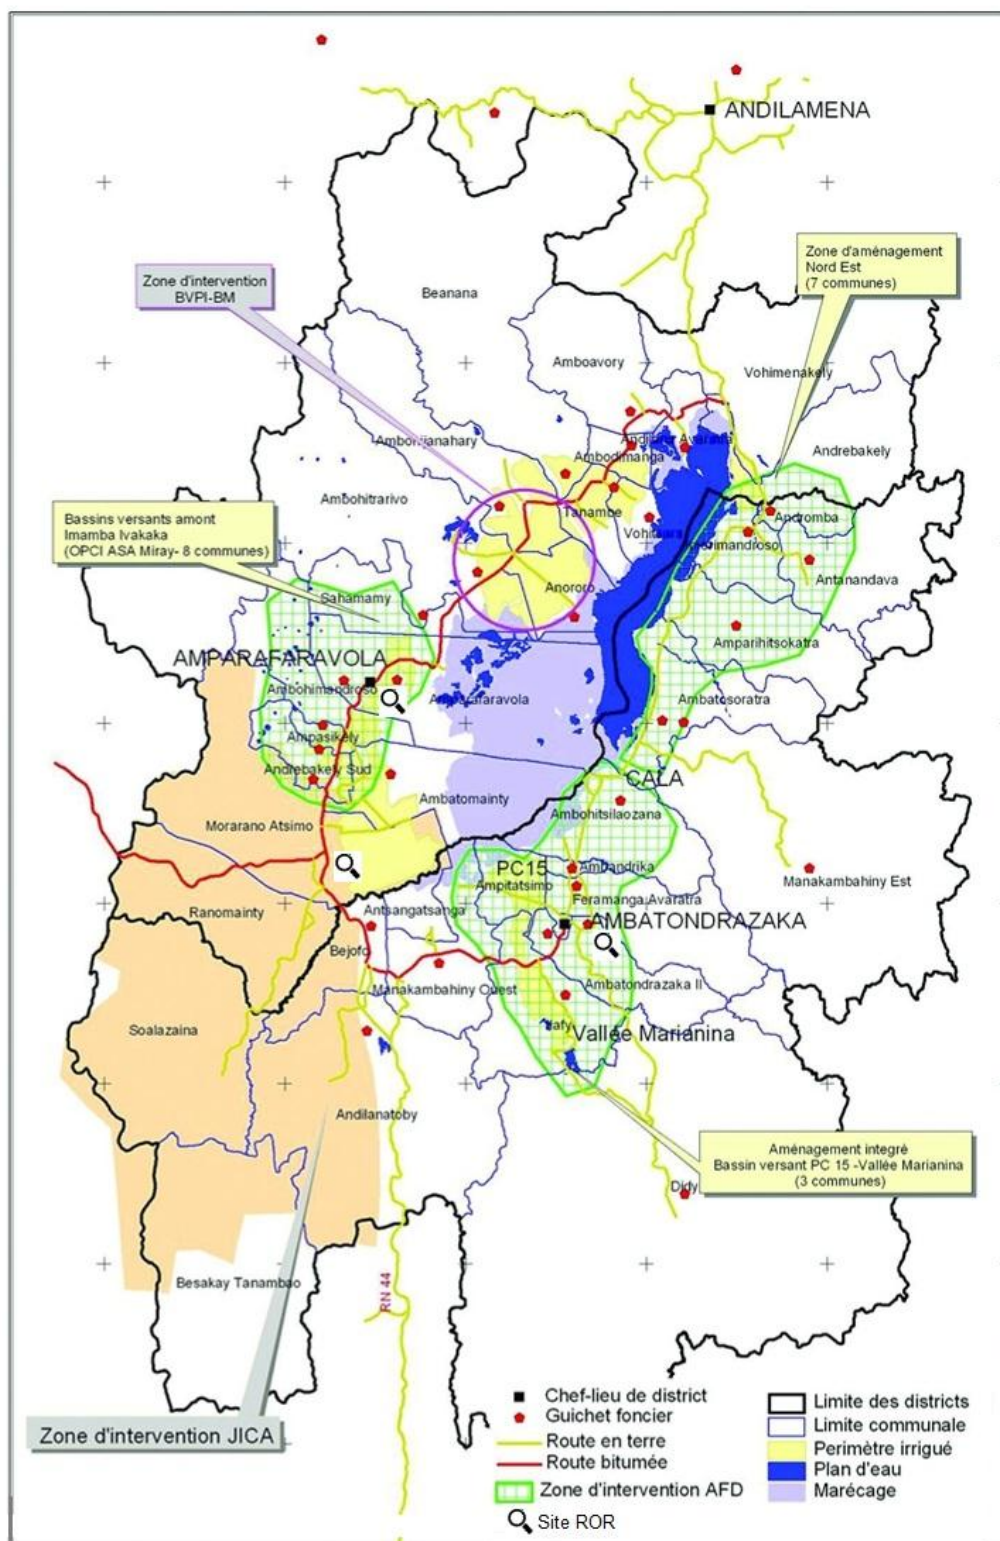 ANDILAMENA
Zone d'aménagement
Nord Est
(7 communes)
Zone d'intervention
BVPI-BM
Beanana
Amboavory
Vohimenakely
Andrebakely
Ambodimanga
Ambohitrarivo
Tanambe
Andromba
Bassins versants amont
Imamba Ivakaka
(OPCI ASA Miray- 8 communes)
Anororo
Antanandava
Sahamamy
Amparihitsokatra
AMPARAFARAVOLA
Ambohimandroso
Amparafaravola
Ambatosoratra
Ampasikely
Andrebakely Sud
CALA
Ambatomainty
Ambohitsilaozana
Morarano Atsimo
PC15
Ambandrika
Manakambahiny Est
Ampitatsimo
Feramanga Avaratra
Ranomainty
Antsangatsanga
AMBATONDRAZAKA
Bejofo
Manakambahiny Ouest
Ambatondrazaka II
Soalazaina
Vallée Marianina
Andilanatoby
Aménagement integré
Bassin versant PC 15 -Vallée Marianina
(3 communes)
Didy
Besakay Tanambao
RN 44
Zone d'intervention JICA
Chef-lieu de district
Guichet foncier
Route en terre
Route bitumée
Zone d'intervention AFD
Site ROR
Limite des districts
Limite communale
Perimètre irrigué
Plan d'eau
Marécage